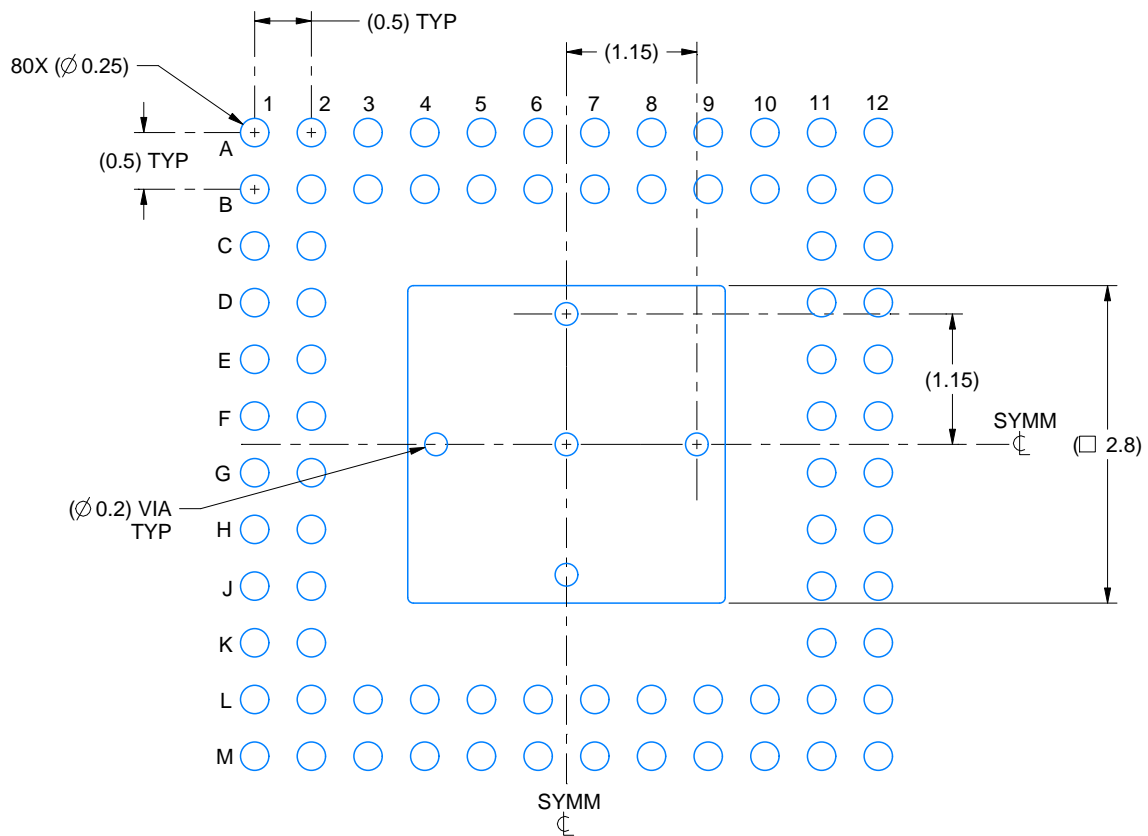 (0.5) TYP
(1.15)
80X (∅ 0.25)
1 2 3 4 5 6 7 8 9 10 11 12
A
(0.5) TYP
B
C
D
E
F
(1.15)
SYMM
℄
(□ 2.8)
G
(∅ 0.2) VIA
TYP
H
J
K
L
M
SYMM
℄